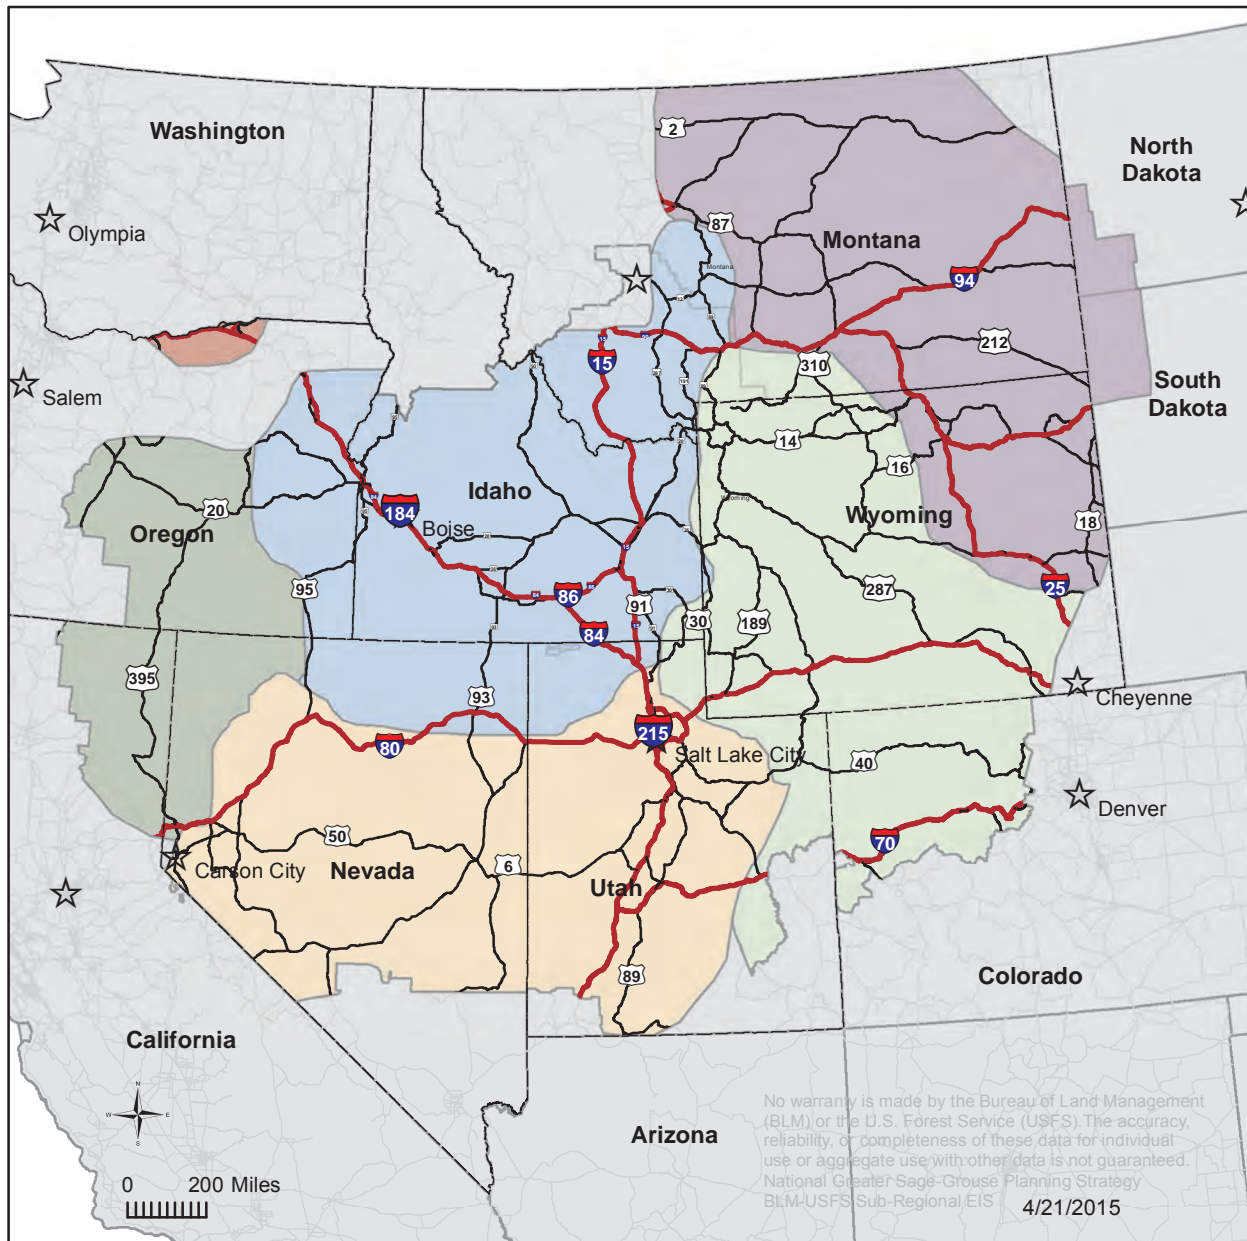 Washington
2
North
Dakota
Olympia
87
Montana
Montana
94
15
310
212
Salem
South
Dakota
14
16
Idaho
184
Boise
20
Oregon
Wyoming
Wyoming
18
95
86
91
287
25
84
30
189
395
93
Cheyenne
80
215
Salt Lake City
40
Denver
50
70
Carson City
Nevada
6
Utah
89
Colorado
California
N
W
E
S
No warranty is made by the Bureau of Land Management
(BLM) or the U.S. Forest Service (USFS). The accuracy,
reliability, or completeness of these data for individual
use or aggregate use with other data is not guaranteed.
National Greater Sage-Grouse Planning Strategy
BLM-USFS Sub-Regional EIS
4/21/2015
Arizona
0
200 Miles